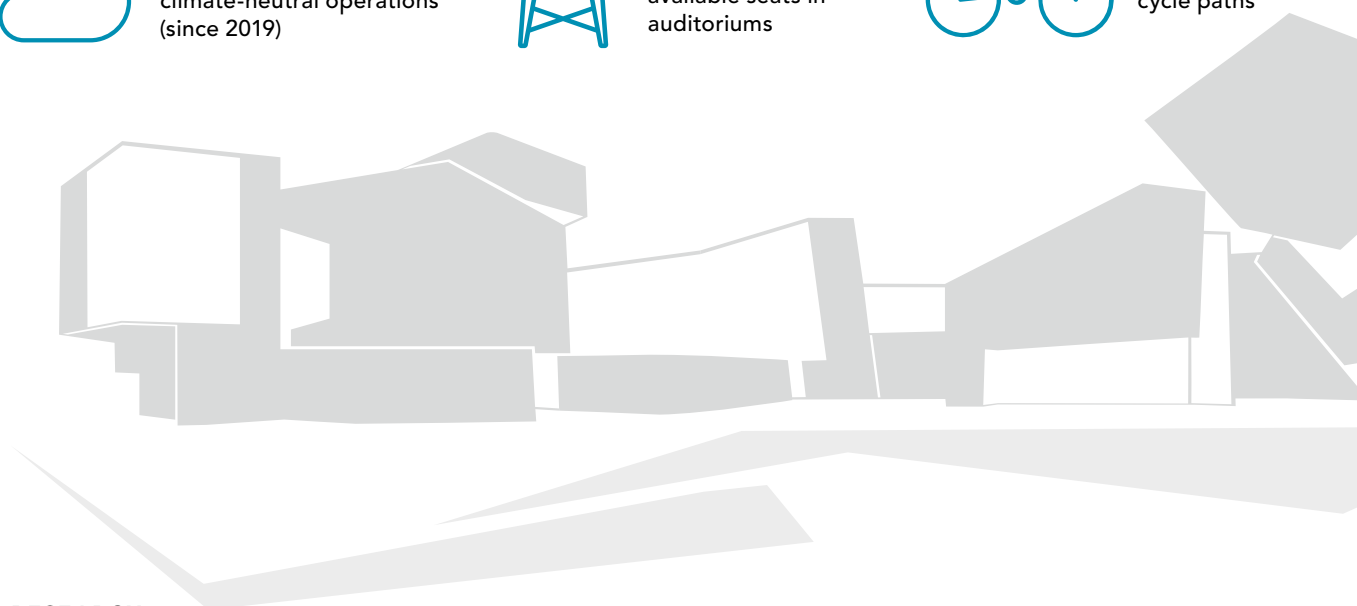 climate-neutral operations
(since 2019)
available seats in
auditoriums
cycle paths